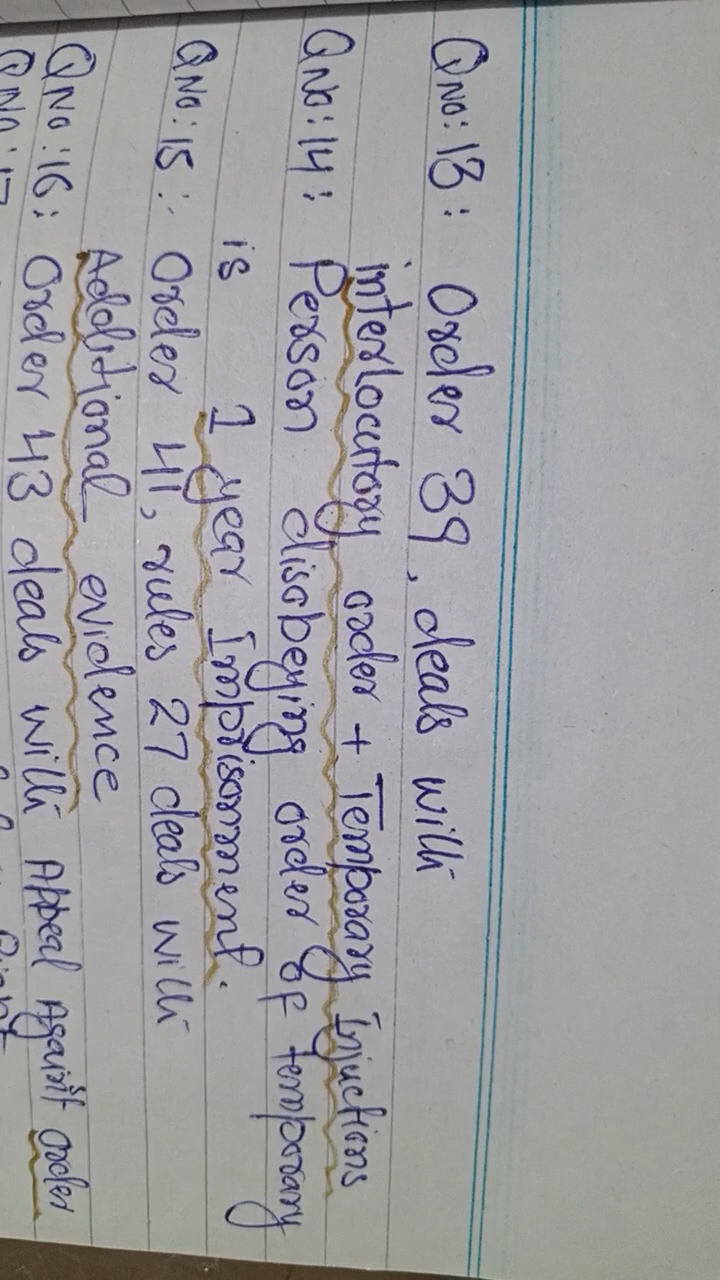 Q NO: 13: Order 39, deals with
interlocutory order + Temporary Injuctions
Q NO: 14: Person disobeying order of temporary
is 1 year Imprisonment.
Q NO: 15: Order 41, rules 27 deals with
Additional evidence
Q NO: 16: Order 43 deals with Appeal Against order
Q NO: 17